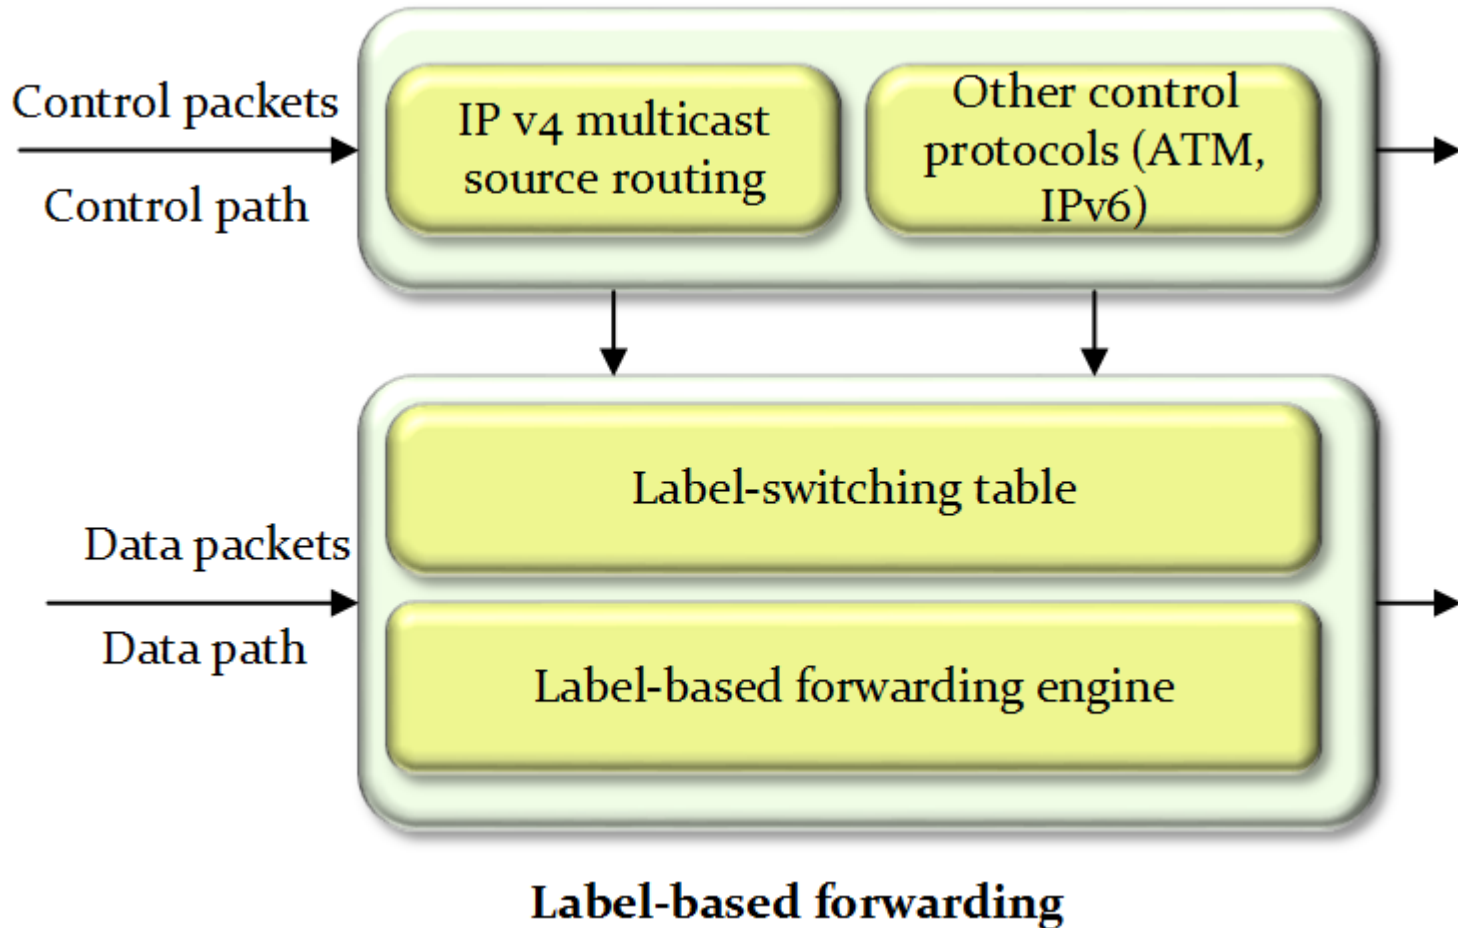 Control packets
Control path
IP v4 multicast
source routing
Other control
protocols (ATM,
IPv6)
Data packets
Data path
Label-switching table
Label-based forwarding engine
Label-based forwarding